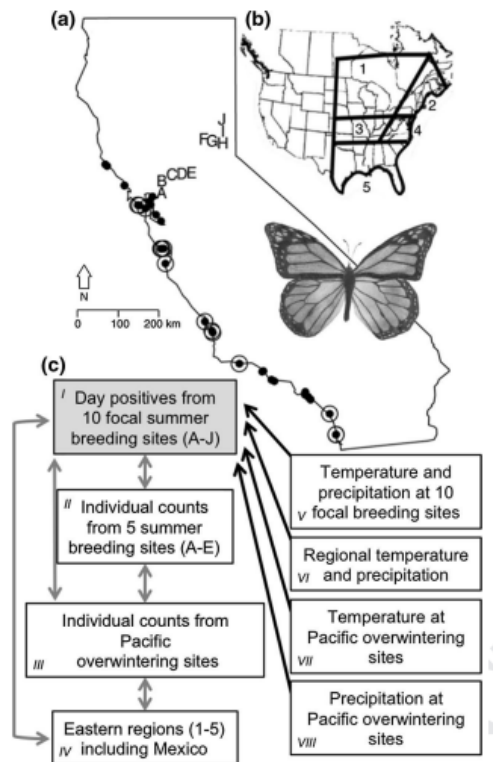 (a)
(b)
1
2
3
4
5
J
I
FGH
BCDE
A
N
0 100 200 km
(c)
I
Day positives from
10 focal summer
breeding sites (A-J)
II
Individual counts
from 5 summer
breeding sites (A-E)
Individual counts from
Pacific
III overwintering sites
Eastern regions (1-5)
IV including Mexico
Temperature and
precipitation at 10
V focal breeding sites
Regional temperature
VI and precipitation
Temperature at
Pacific overwintering
VII sites
Precipitation at
Pacific overwintering
VIII sites